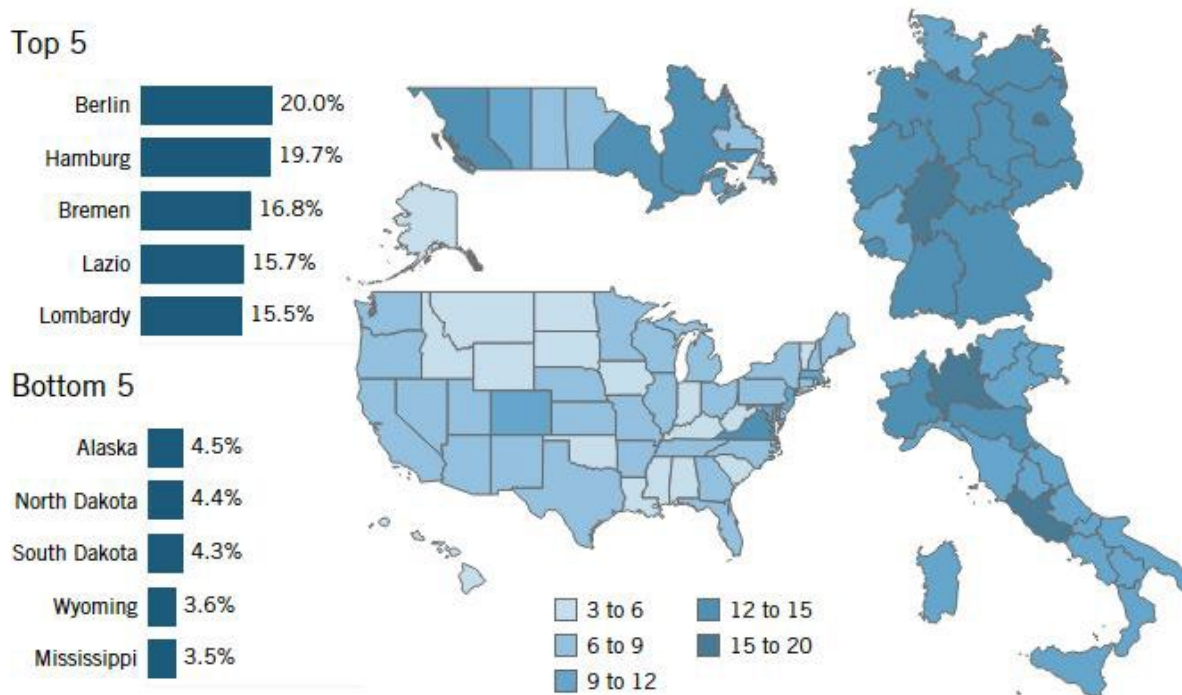 Top 5
Berlin 20.0%
Hamburg 19.7%
Bremen 16.8%
Lazio 15.7%
Lombardy 15.5%
Bottom 5
Alaska 4.5%
North Dakota 4.4%
South Dakota 4.3%
Wyoming 3.6%
Mississippi 3.5%
3 to 6
6 to 9
9 to 12
12 to 15
15 to 20